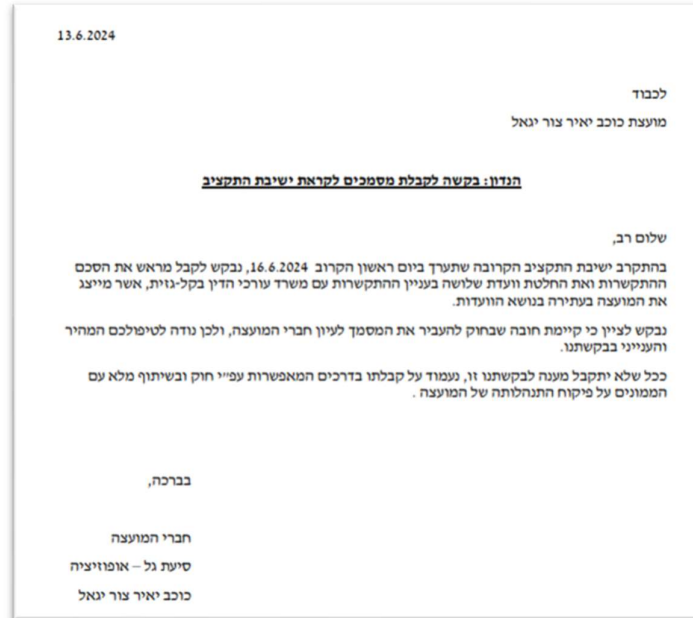 13.6.2024
לכבוד
מועצת כוכב יאיר צור יגאל
הנדון: בקשה לקבלת מסמכים לקראת ישיבת התקציב
שלום רב,
בהתקרב ישיבת התקציב הקרובה שתערך ביום ראשון הקרוב 16.6.2024, נבקש לקבל מראש את הסכם
ההתקשרות ואת החלטת וועדת שלושה בעניין ההתקשרות עם משרד עורכי הדין בקל-גזית, אשר מייצג
את המועצה בעתירה בנושא הוועדות.
נבקש לציין כי קיימת חובה שבחוק להעביר את המסמך לעיון חברי המועצה, ולכן נודה לטיפולכם המהיר
והענייני בבקשתנו.
ככל שלא יתקבל מענה לבקשתנו זו, נעמוד על קבלתו בדרכים המאפשרות עפ״י חוק ובשיתוף מלא עם
הממונים על פיקוח התנהלותה של המועצה .
בברכה,
חברי המועצה
סיעת גל – אופוזיציה
כוכב יאיר צור יגאל